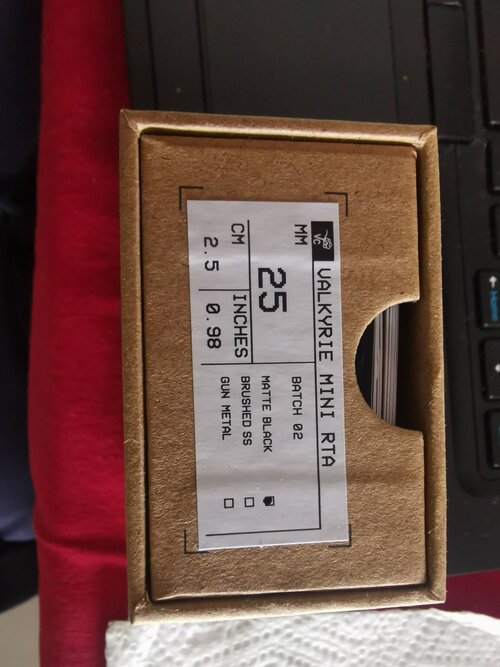 VC
VALKYRIE MINI RTA
MM
25
CM
2.5
INCHES
0.98
BATCH 02
MATTE BLACK
BRUSHED SS
GUN METAL